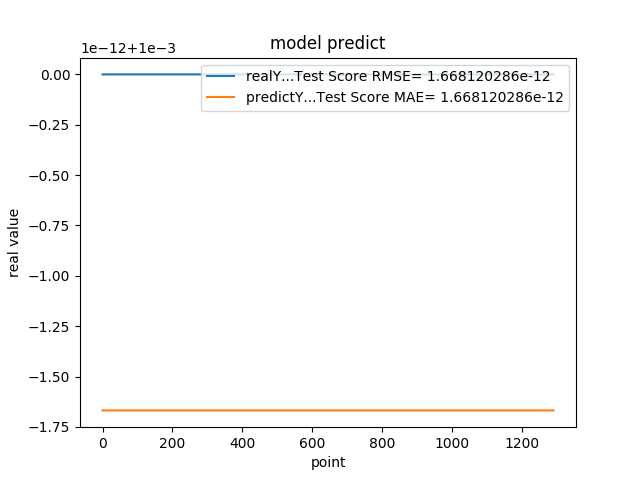 model predict
1e−12+1e−3
realY...Test Score RMSE= 1.668120286e-12
predictY...Test Score MAE= 1.668120286e-12
0.00
−0.25
−0.50
−0.75
−1.00
−1.25
−1.50
−1.75
real value
0 200 400 600 800 1000 1200
point